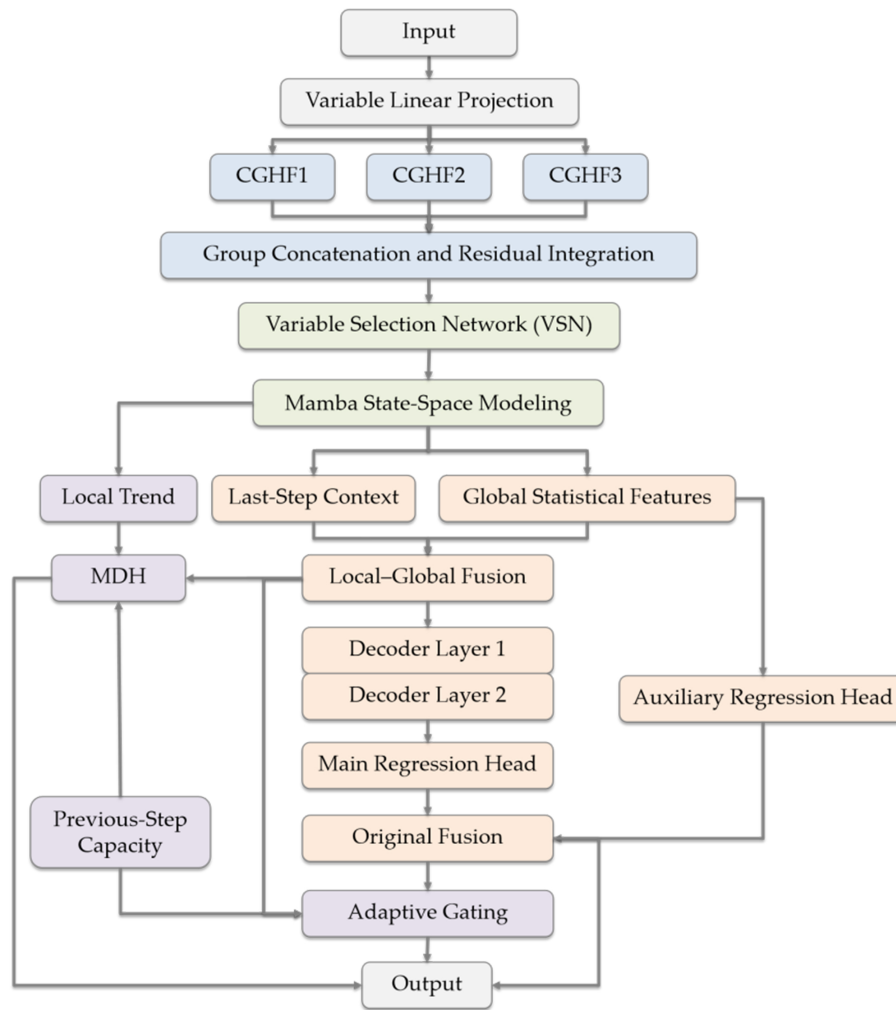 Input
Variable Linear Projection
CGHF1
CGHF2
CGHF3
Group Concatenation and Residual Integration
Variable Selection Network (VSN)
Mamba State-Space Modeling
Local Trend
Last-Step Context
Global Statistical Features
MDH
Local–Global Fusion
Decoder Layer 1
Decoder Layer 2
Auxiliary Regression Head
Main Regression Head
Previous-Step
Capacity
Original Fusion
Adaptive Gating
Output